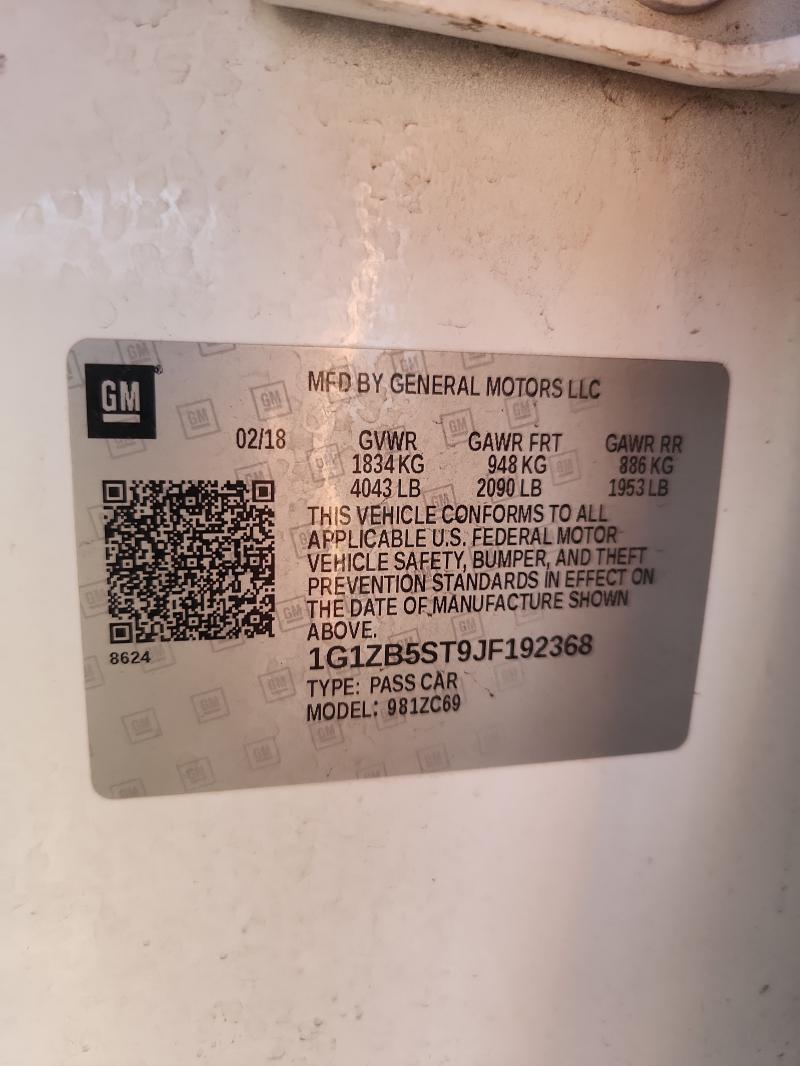 GM
MFD BY GENERAL MOTORS LLC
02/18 GVWR GAWR FRT GAWR RR
1834 KG 948 KG 886 KG
4043 LB 2090 LB 1953 LB
THIS VEHICLE CONFORMS TO ALL
APPLICABLE U.S. FEDERAL MOTOR
VEHICLE SAFETY, BUMPER, AND THEFT
PREVENTION STANDARDS IN EFFECT ON
THE DATE OF MANUFACTURE SHOWN
ABOVE.
8624
1G1ZB5ST9JF192368
TYPE: PASS CAR
MODEL: 981ZC69